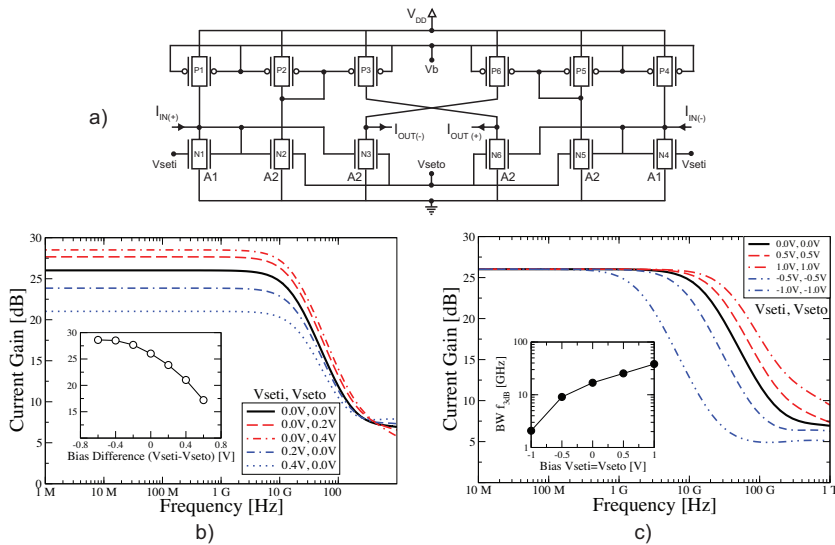 V_DD
P1 P2 P3 P6 P5 P4
Vb
a)
I_IN(+) I_OUT(-) I_OUT (+) I_IN(-)
N1 N2 N3 N6 N5 N4
Vseti Vseto Vseti
A1 A2 A2 A2 A2 A1
30
25
20
15
10
5
0
Current Gain [dB]
30
25
20
15
10
-0.8 -0.4 0 0.4 0.8
Bias Difference (Vseti-Vseto) [V]
Vseti, Vseto
0.0V, 0.0V
0.0V, 0.2V
0.0V, 0.4V
0.2V, 0.0V
0.4V, 0.0V
1 M 10 M 100 M 1 G 10 G 100
Frequency [Hz]
b)
30
25
20
15
10
5
0
Current Gain [dB]
0.0V, 0.0V
0.5V, 0.5V
1.0V, 1.0V
-0.5V, -0.5V
-1.0V, -1.0V
Vseti, Vseto
100
10
1
BW f_3dB [GHz]
-1 -0.5 0 0.5 1
Bias Vseti=Vseto [V]
10 M 100 M 1 G 10 G 100 G 1 T
Frequency [Hz]
c)